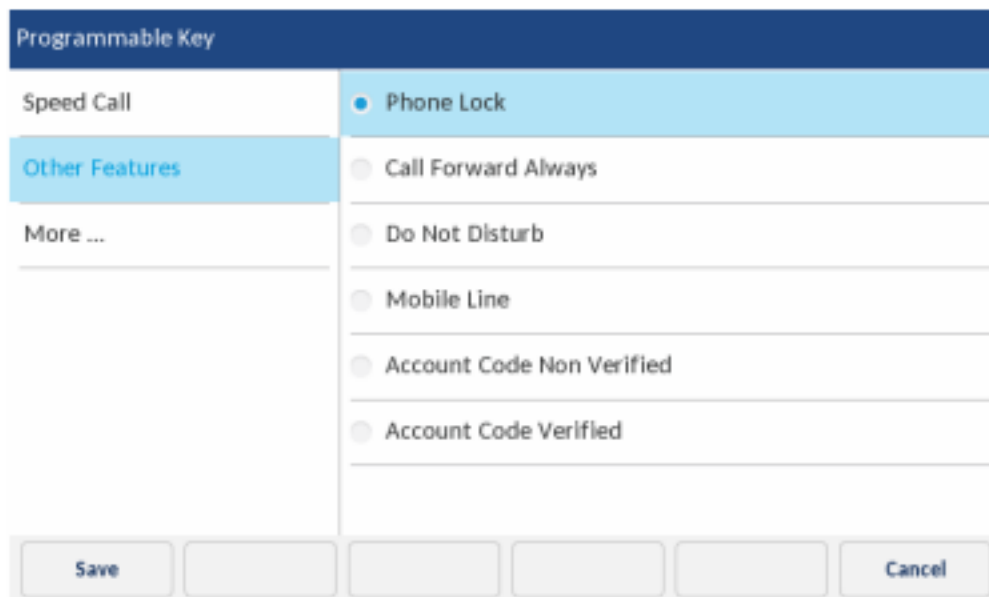 Programmable Key
Speed Call
Other Features
More ...
Phone Lock
Call Forward Always
Do Not Disturb
Mobile Line
Account Code Non Verified
Account Code Verified
Save
Cancel